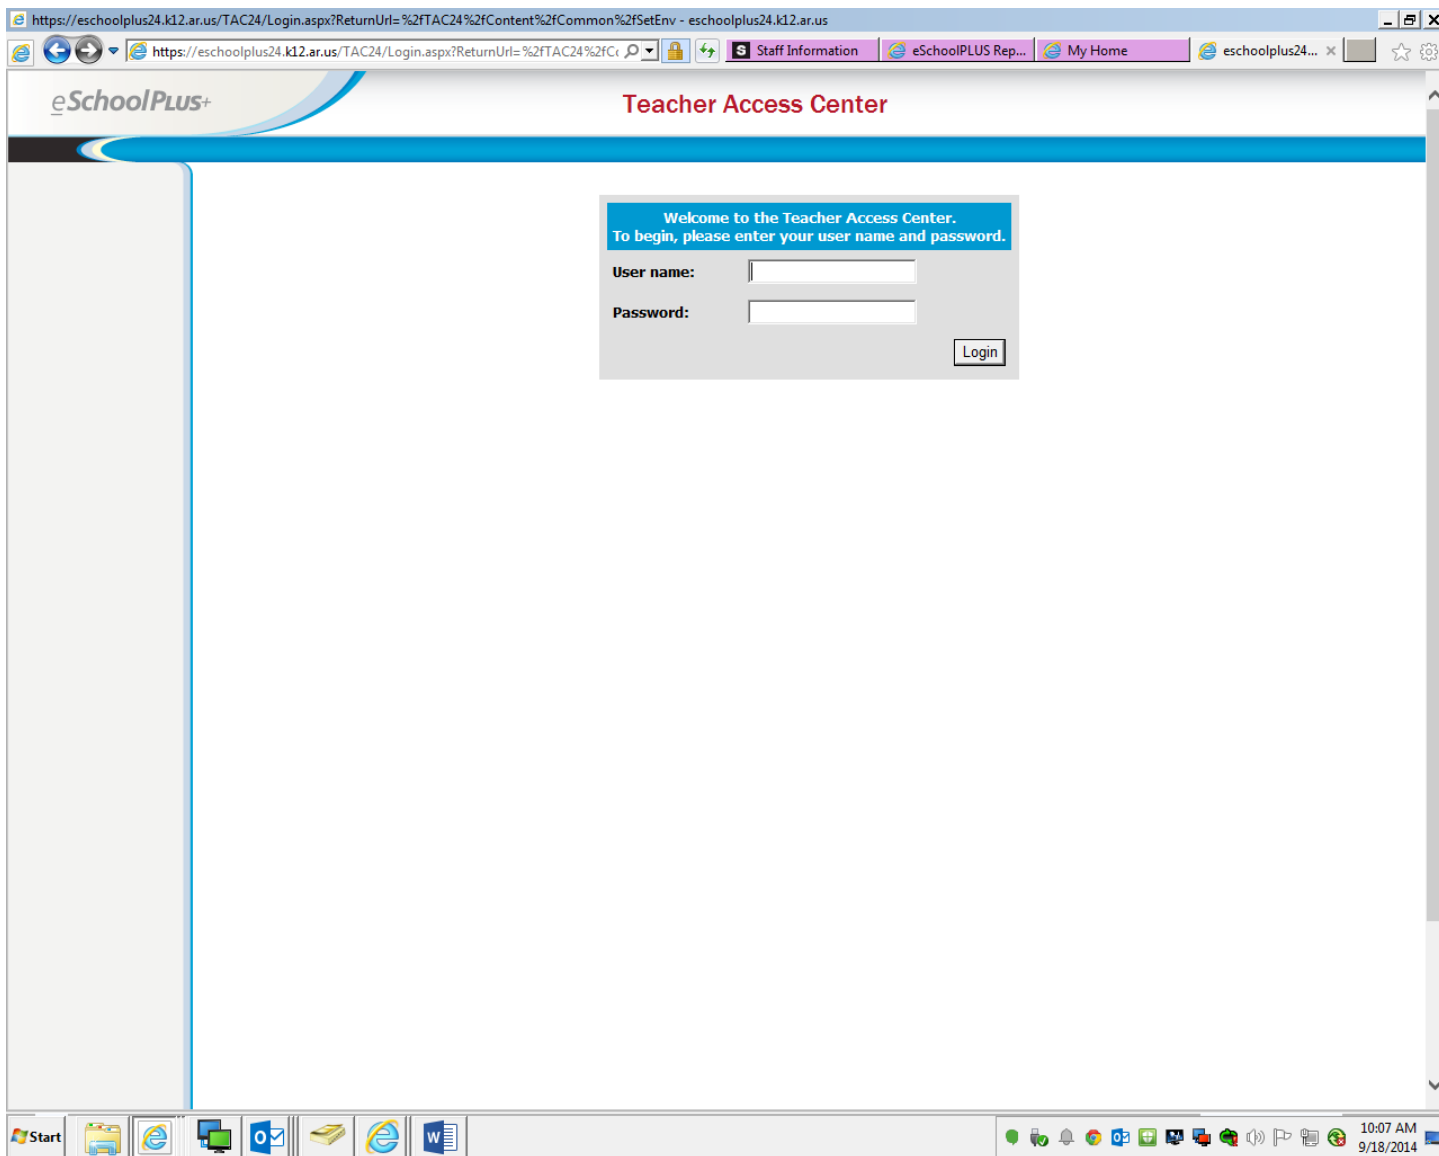 https://eschoolplus24.k12.ar.us/TAC24/Login.aspx?ReturnUrl=%2fTAC24%2fContent%2fCommon%2fSetEnv - eschoolplus24.k12.ar.us
https://eschoolplus24.k12.ar.us/TAC24/Login.aspx?ReturnUrl=%2fTAC24%2fCo
Staff Information
eSchoolPLUS Rep...
My Home
eschoolplus24...
eSchoolPLUS+
Teacher Access Center
Welcome to the Teacher Access Center.
To begin, please enter your user name and password.
User name:
Password:
Login
Start
10:07 AM
9/18/2014